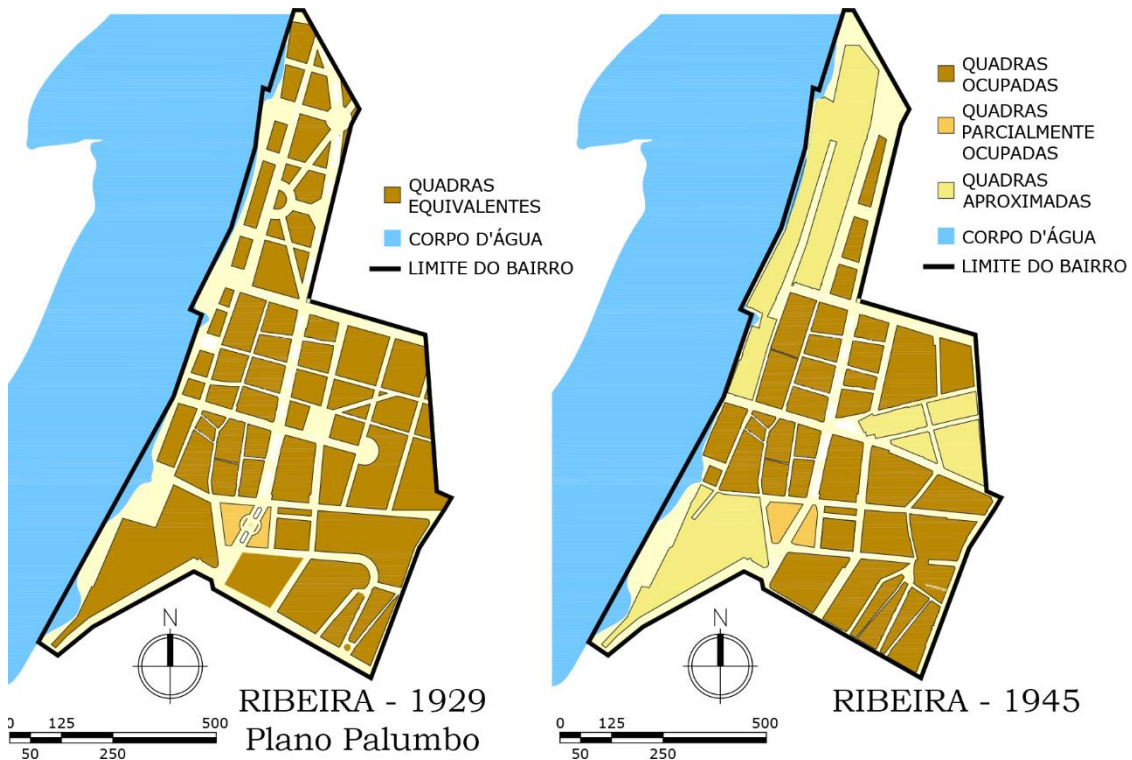 QUADRAS
EQUIVALENTES
CORPO D'ÁGUA
LIMITE DO BAIRRO
N
RIBEIRA - 1929
Plano Palumbo
0 125 500
50 250
QUADRAS
OCUPADAS
QUADRAS
PARCIALMENTE
OCUPADAS
QUADRAS
APROXIMADAS
CORPO D'ÁGUA
LIMITE DO BAIRRO
N
RIBEIRA - 1945
0 125 500
50 250